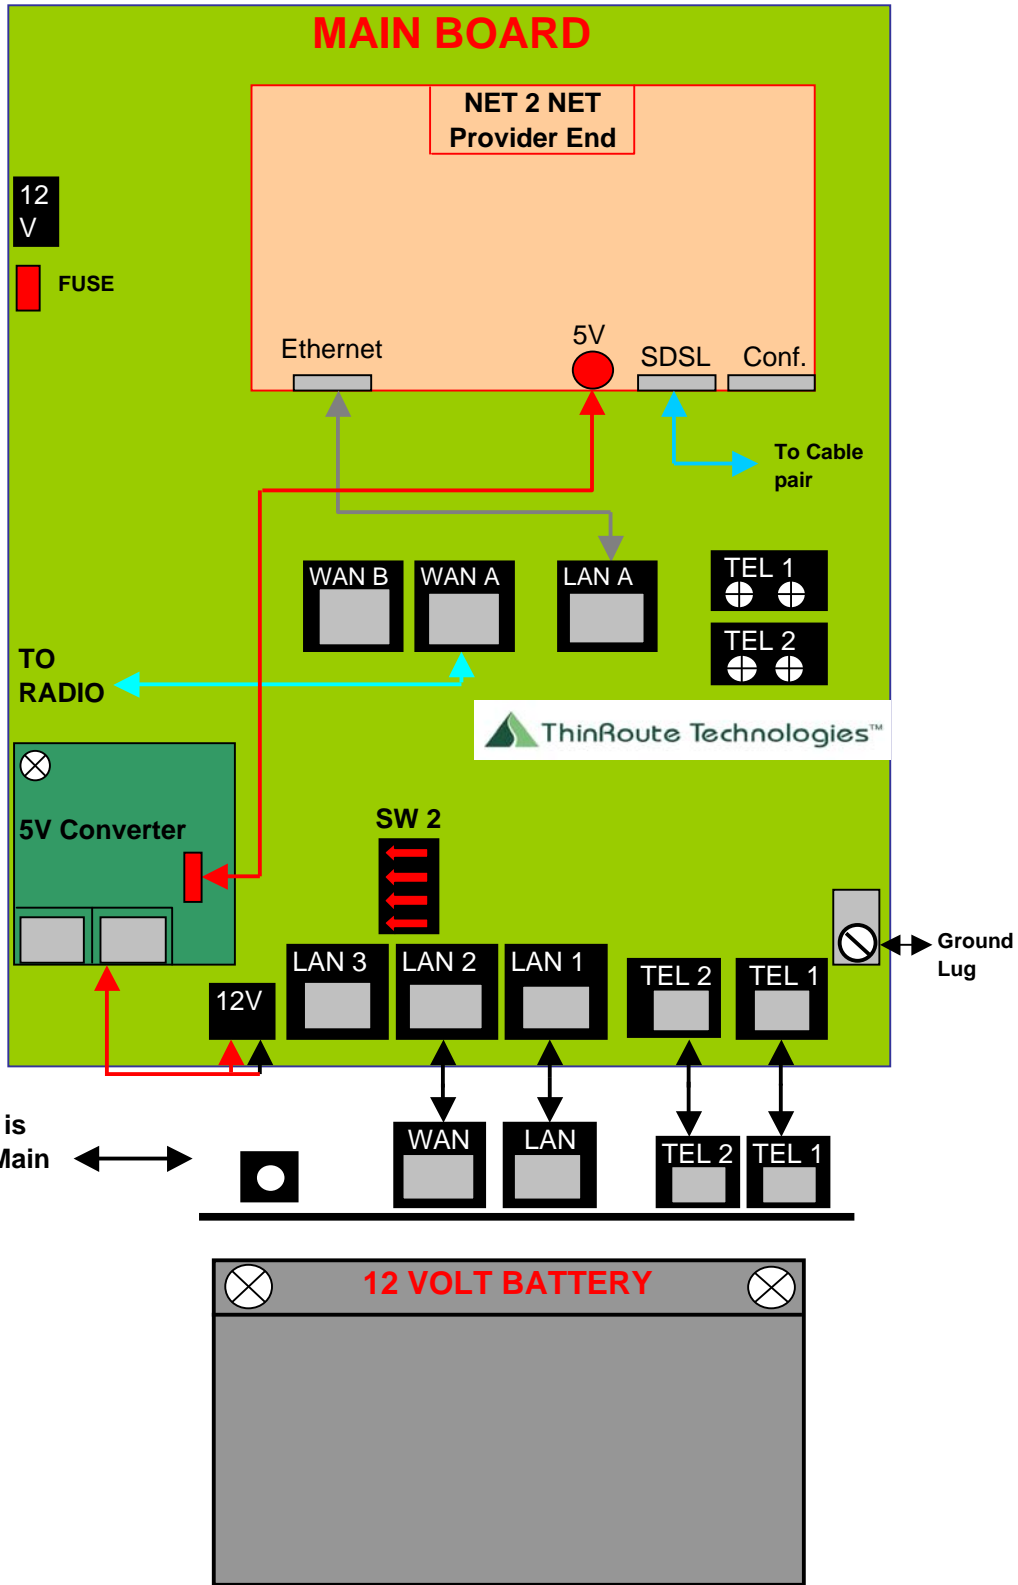 MAIN BOARD
NET 2 NET
Provider End
12
V
FUSE
Ethernet
5V
SDSL
Conf.
To Cable
pair
WAN B
WAN A
LAN A
TEL 1
TEL 2
TO
RADIO
ThinRoute Technologies™
5V Converter
SW 2
Ground
Lug
LAN 3
LAN 2
LAN 1
TEL 2
TEL 1
12V
is
Main
WAN
LAN
TEL 2
TEL 1
12 VOLT BATTERY